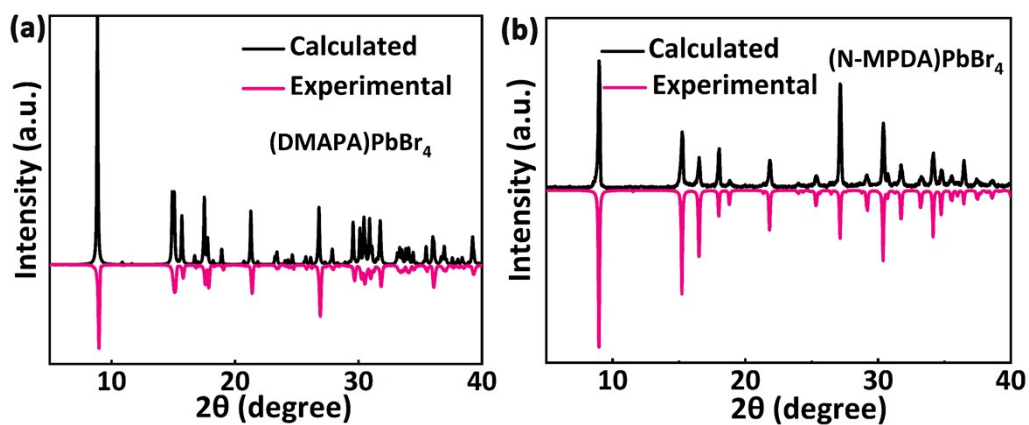 (a)
Calculated
Experimental
(DMAPA)PbBr₄
Intensity (a.u.)
10 20 30 40
2θ (degree)
(b)
Calculated
(N-MPDA)PbBr₄
Experimental
Intensity (a.u.)
10 20 30 40
2θ (degree)